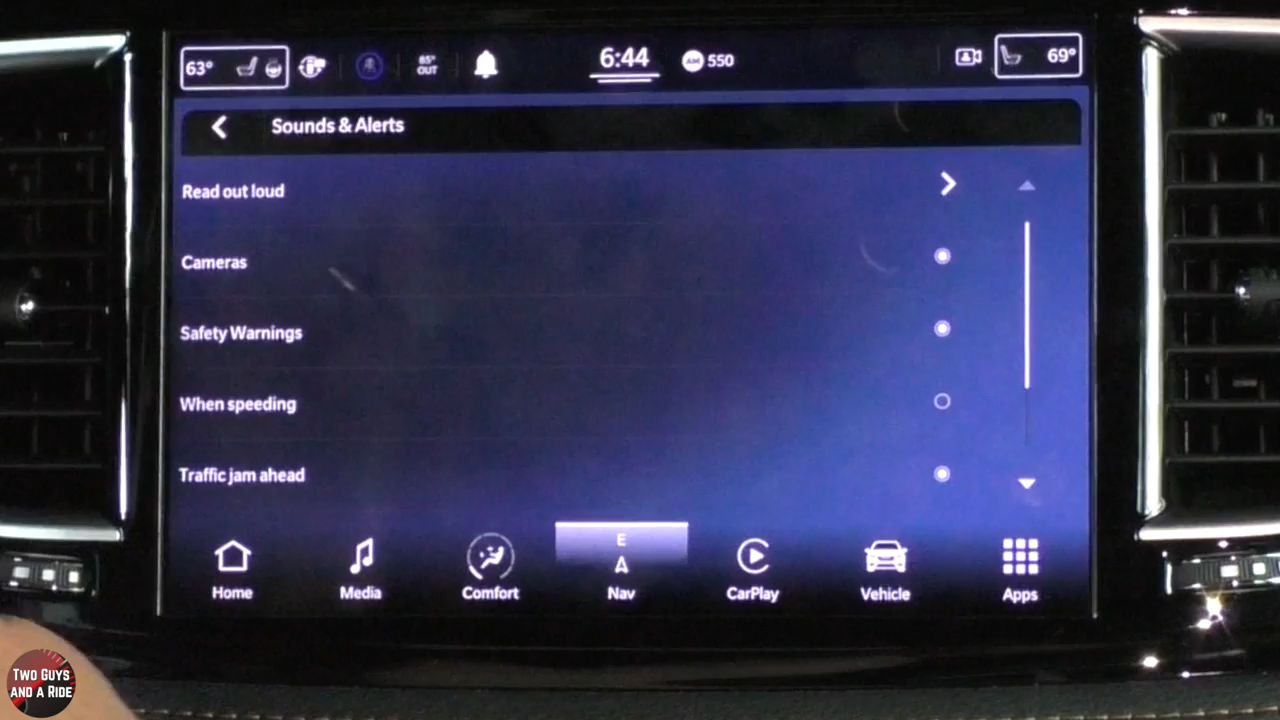 63°
85°
OUT
6:44
AM 550
69°
Sounds & Alerts
Read out loud
Cameras
Safety Warnings
When speeding
Traffic jam ahead
E
Home
Media
Comfort
Nav
CarPlay
Vehicle
Apps
TWO GUYS
AND A RIDE